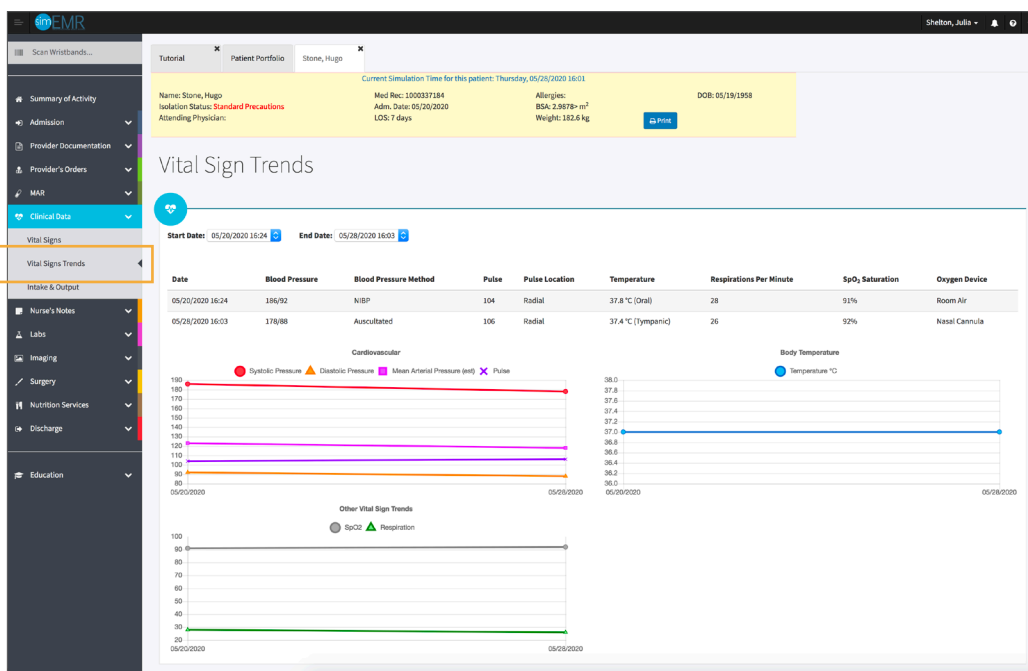 simEMR
Shelton, Julia
Scan Wristbands...
Summary of Activity
Admission
Provider Documentation
Provider's Orders
MAR
Clinical Data
Vital Signs
Vital Signs Trends
Intake & Output
Nurse's Notes
Labs
Imaging
Surgery
Nutrition Services
Discharge
Education
Tutorial Patient Portfolio Stone, Hugo
Current Simulation Time for this patient: Thursday, 05/28/2020 16:01
Name: Stone, Hugo Med Rec: 1000337184 Allergies: DOB: 05/19/1958
Isolation Status: Standard Precautions Adm. Date: 05/20/2020 BSA: 2.9878> m²
Attending Physician: LOS: 7 days Weight: 182.6 kg Print
Vital Sign Trends
Start Date: 05/20/2020 16:24 End Date: 05/28/2020 16:03
Date Blood Pressure Blood Pressure Method Pulse Pulse Location Temperature Respirations Per Minute SpO₂ Saturation Oxygen Device
05/20/2020 16:24 186/92 NIBP 104 Radial 37.8 °C (Oral) 28 91% Room Air
05/28/2020 16:03 178/88 Auscultated 106 Radial 37.4 °C (Tympanic) 26 92% Nasal Cannula
Cardiovascular
Systolic Pressure Diastolic Pressure Mean Arterial Pressure (est) Pulse
190
180
170
160
150
140
130
120
110
100
90
80
05/20/2020 05/28/2020
Body Temperature
Temperature °C
38.0
37.8
37.6
37.4
37.2
37.0
36.8
36.6
36.4
36.2
36.0
05/20/2020 05/28/2020
Other Vital Sign Trends
SpO2 Respiration
100
90
80
70
60
50
40
30
20
05/20/2020 05/28/2020